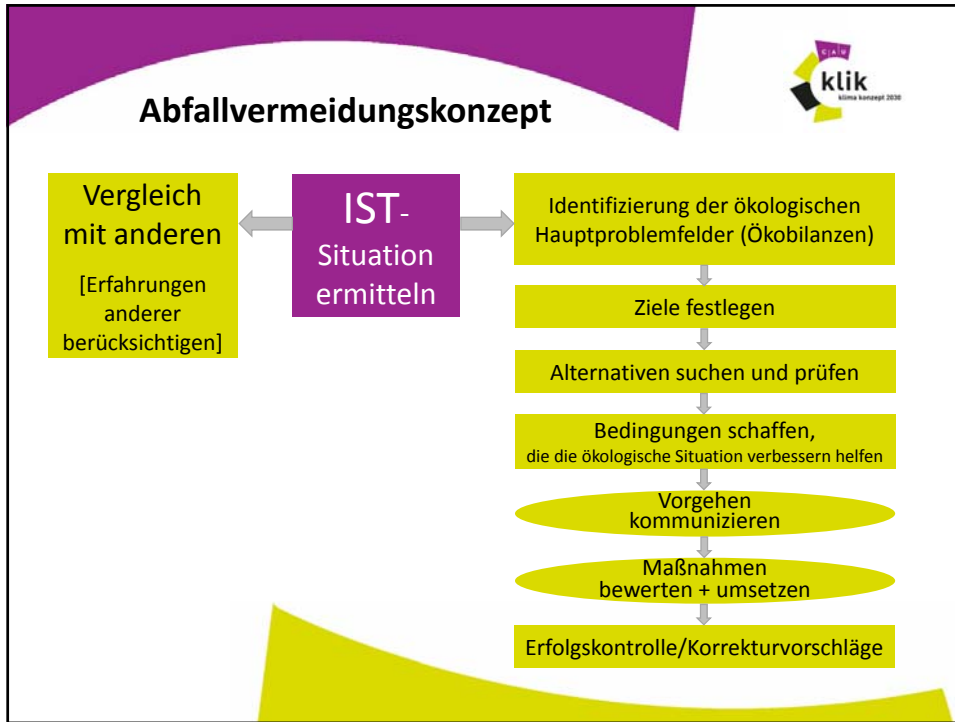 C|A|U
klik
klima konzept 2030
Abfallvermeidungskonzept
Vergleich
mit anderen
[Erfahrungen
anderer
berücksichtigen]
IST-
Situation
ermitteln
Identifizierung der ökologischen
Hauptproblemfelder (Ökobilanzen)
Ziele festlegen
Alternativen suchen und prüfen
Bedingungen schaffen,
die die ökologische Situation verbessern helfen
Vorgehen
kommunizieren
Maßnahmen
bewerten + umsetzen
Erfolgskontrolle/Korrekturvorschläge